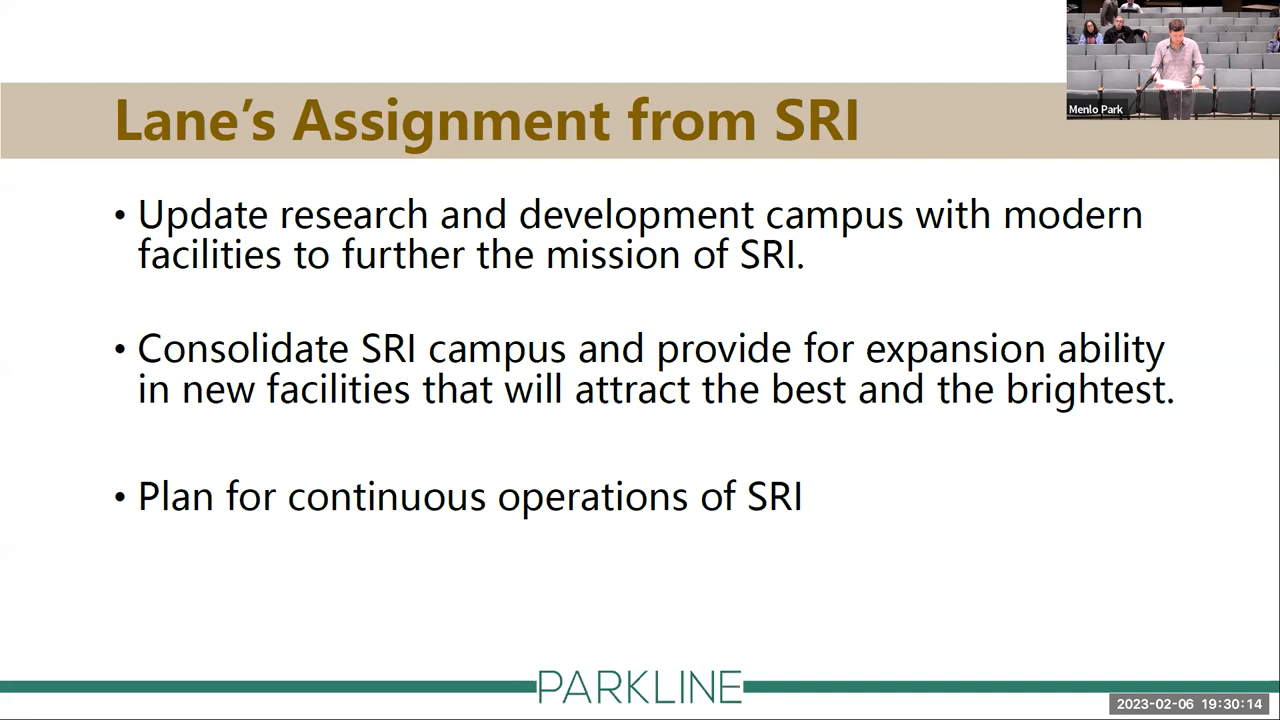 Menlo Park
Lane’s Assignment from SRI
• Update research and development campus with modern
facilities to further the mission of SRI.
• Consolidate SRI campus and provide for expansion ability
in new facilities that will attract the best and the brightest.
• Plan for continuous operations of SRI
PARKLINE
2023-02-06 19:30:14